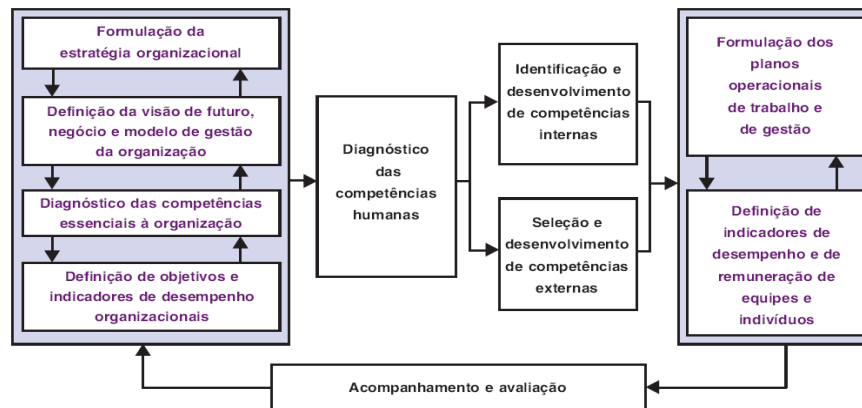 Formulação da
estratégia organizacional
Definição da visão de futuro,
negócio e modelo de gestão
da organização
Diagnóstico das competências
essenciais à organização
Definição de objetivos e
indicadores de desempenho
organizacionais
Diagnóstico
das
competências
humanas
Identificação e
desenvolvimento
de competências
internas
Seleção e
desenvolvimento
de competências
externas
Formulação dos
planos
operacionais
de trabalho e
de gestão
Definição de
indicadores de
desempenho e de
remuneração de
equipes e
indivíduos
Acompanhamento e avaliação